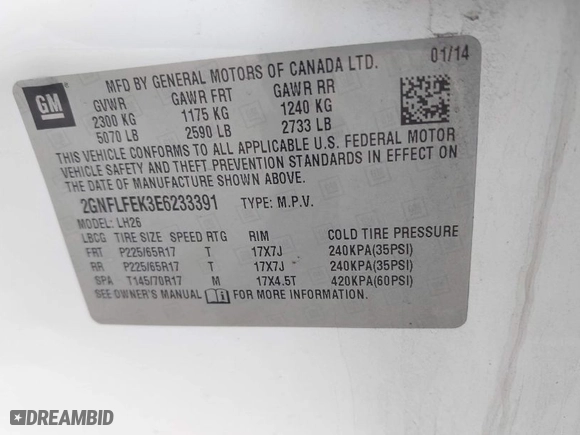 GM
MFD BY GENERAL MOTORS OF CANADA LTD. 01/14
GVWR GAWR FRT GAWR RR
2300 KG 1175 KG 1240 KG
5070 LB 2590 LB 2733 LB
THIS VEHICLE CONFORMS TO ALL APPLICABLE U.S. FEDERAL MOTOR
VEHICLE SAFETY AND THEFT PREVENTION STANDARDS IN EFFECT ON
THE DATE OF MANUFACTURE SHOWN ABOVE.
2GNFLFEK3E6233391 TYPE: M.P.V.
MODEL: LH26
LBCG TIRE SIZE SPEED RTG RIM COLD TIRE PRESSURE
FRT P225/65R17 T 17X7J 240KPA(35PSI)
RR P225/65R17 T 17X7J 240KPA(35PSI)
SPA T145/70R17 M 17X4.5T 420KPA(60PSI)
SEE OWNER'S MANUAL FOR MORE INFORMATION
DREAMBID